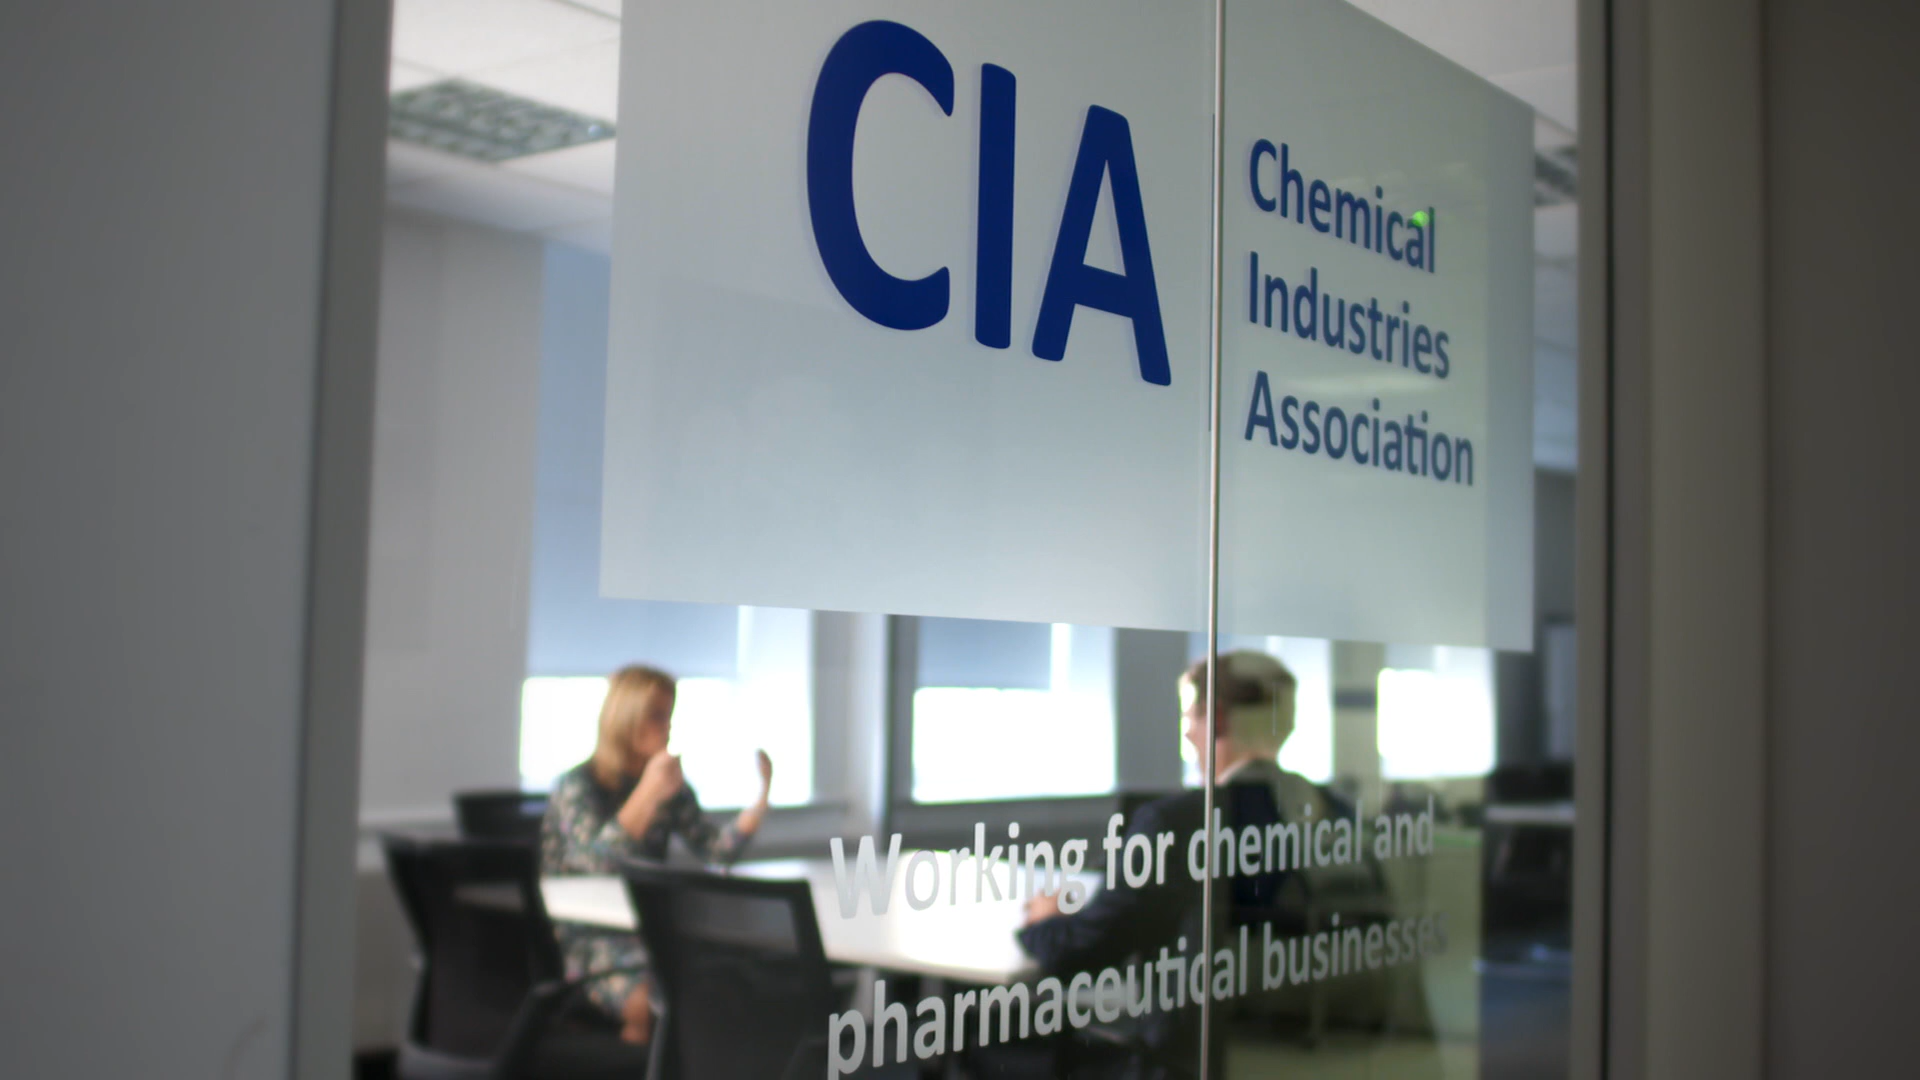 CIA
Chemical
Industries
Association
Working for chemical and
pharmaceutical businesses